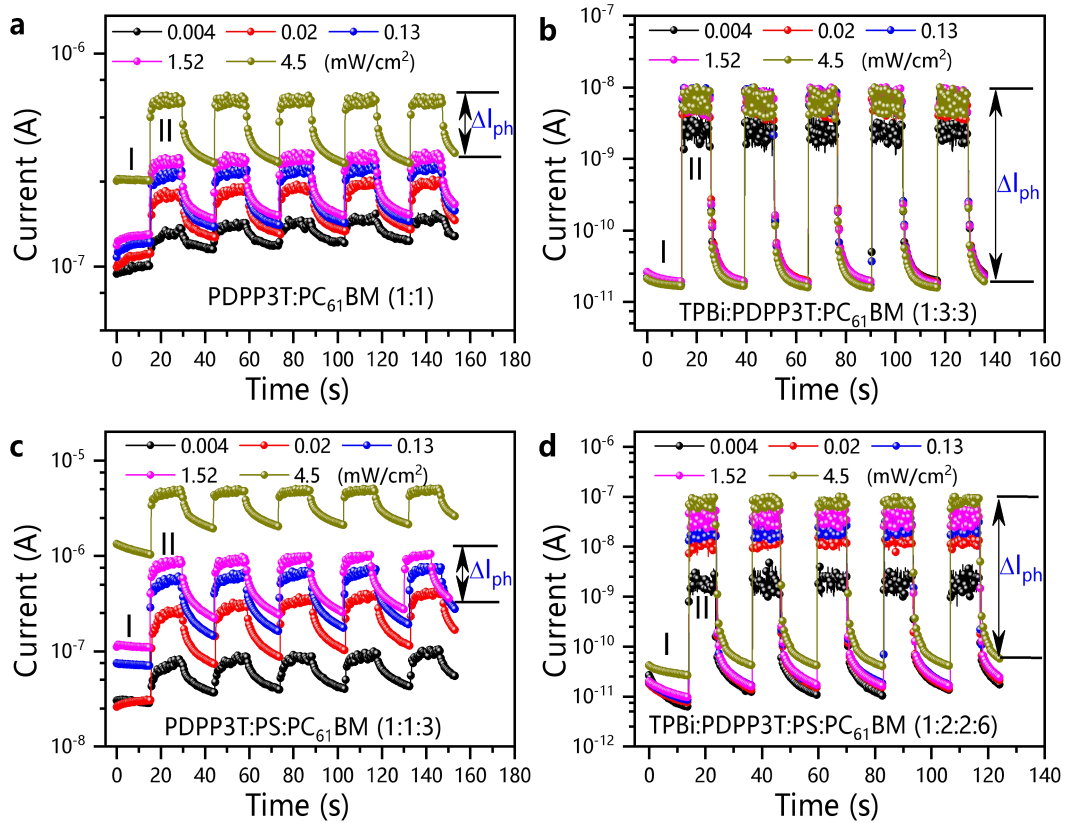 a
0.004 0.02 0.13
1.52 4.5 (mW/cm²)
10⁻⁶
10⁻⁷
Current (A)
I
II
ΔIₚₕ
PDPP3T:PC₆₁BM (1:1)
0 20 40 60 80 100 120 140 160 180
Time (s)
b
0.004 0.02 0.13
1.52 4.5 (mW/cm²)
10⁻⁷
10⁻⁸
10⁻⁹
10⁻¹⁰
10⁻¹¹
Current (A)
I
II
ΔIₚₕ
TPBi:PDPP3T:PC₆₁BM (1:3:3)
0 20 40 60 80 100 120 140 160
Time (s)
c
0.004 0.02 0.13
1.52 4.5 (mW/cm²)
10⁻⁵
10⁻⁶
10⁻⁷
10⁻⁸
Current (A)
I
II
ΔIₚₕ
PDPP3T:PS:PC₆₁BM (1:1:3)
0 20 40 60 80 100 120 140 160 180
Time (s)
d
0.004 0.02 0.13
1.52 4.5 (mW/cm²)
10⁻⁶
10⁻⁷
10⁻⁸
10⁻⁹
10⁻¹⁰
10⁻¹¹
10⁻¹²
Current (A)
I
II
ΔIₚₕ
TPBi:PDPP3T:PS:PC₆₁BM (1:2:2:6)
0 20 40 60 80 100 120 140
Time (s)